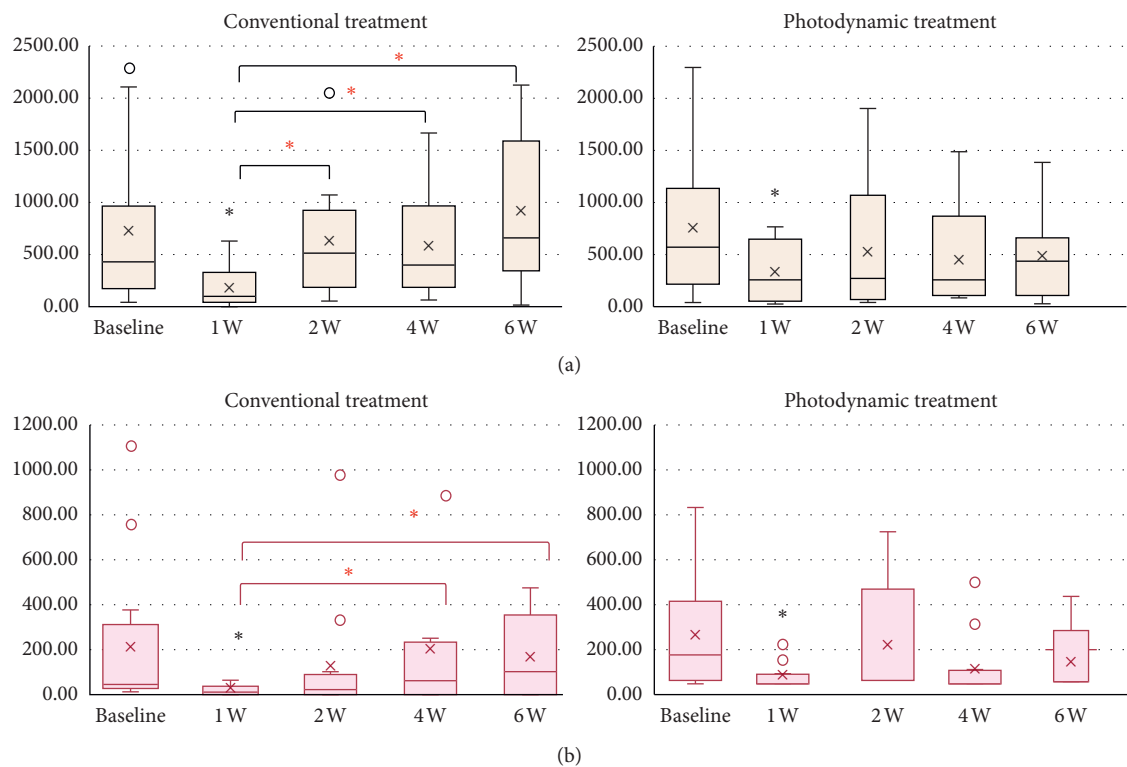 Conventional treatment
2500.00
2000.00
1500.00
1000.00
500.00
0.00
* * * *
Baseline 1 W 2 W 4 W 6 W
Photodynamic treatment
2500.00
2000.00
1500.00
1000.00
500.00
0.00
*
Baseline 1 W 2 W 4 W 6 W
(a)
Conventional treatment
1200.00
1000.00
800.00
600.00
400.00
200.00
0.00
* * *
Baseline 1 W 2 W 4 W 6 W
Photodynamic treatment
1200.00
1000.00
800.00
600.00
400.00
200.00
0.00
*
Baseline 1 W 2 W 4 W 6 W
(b)